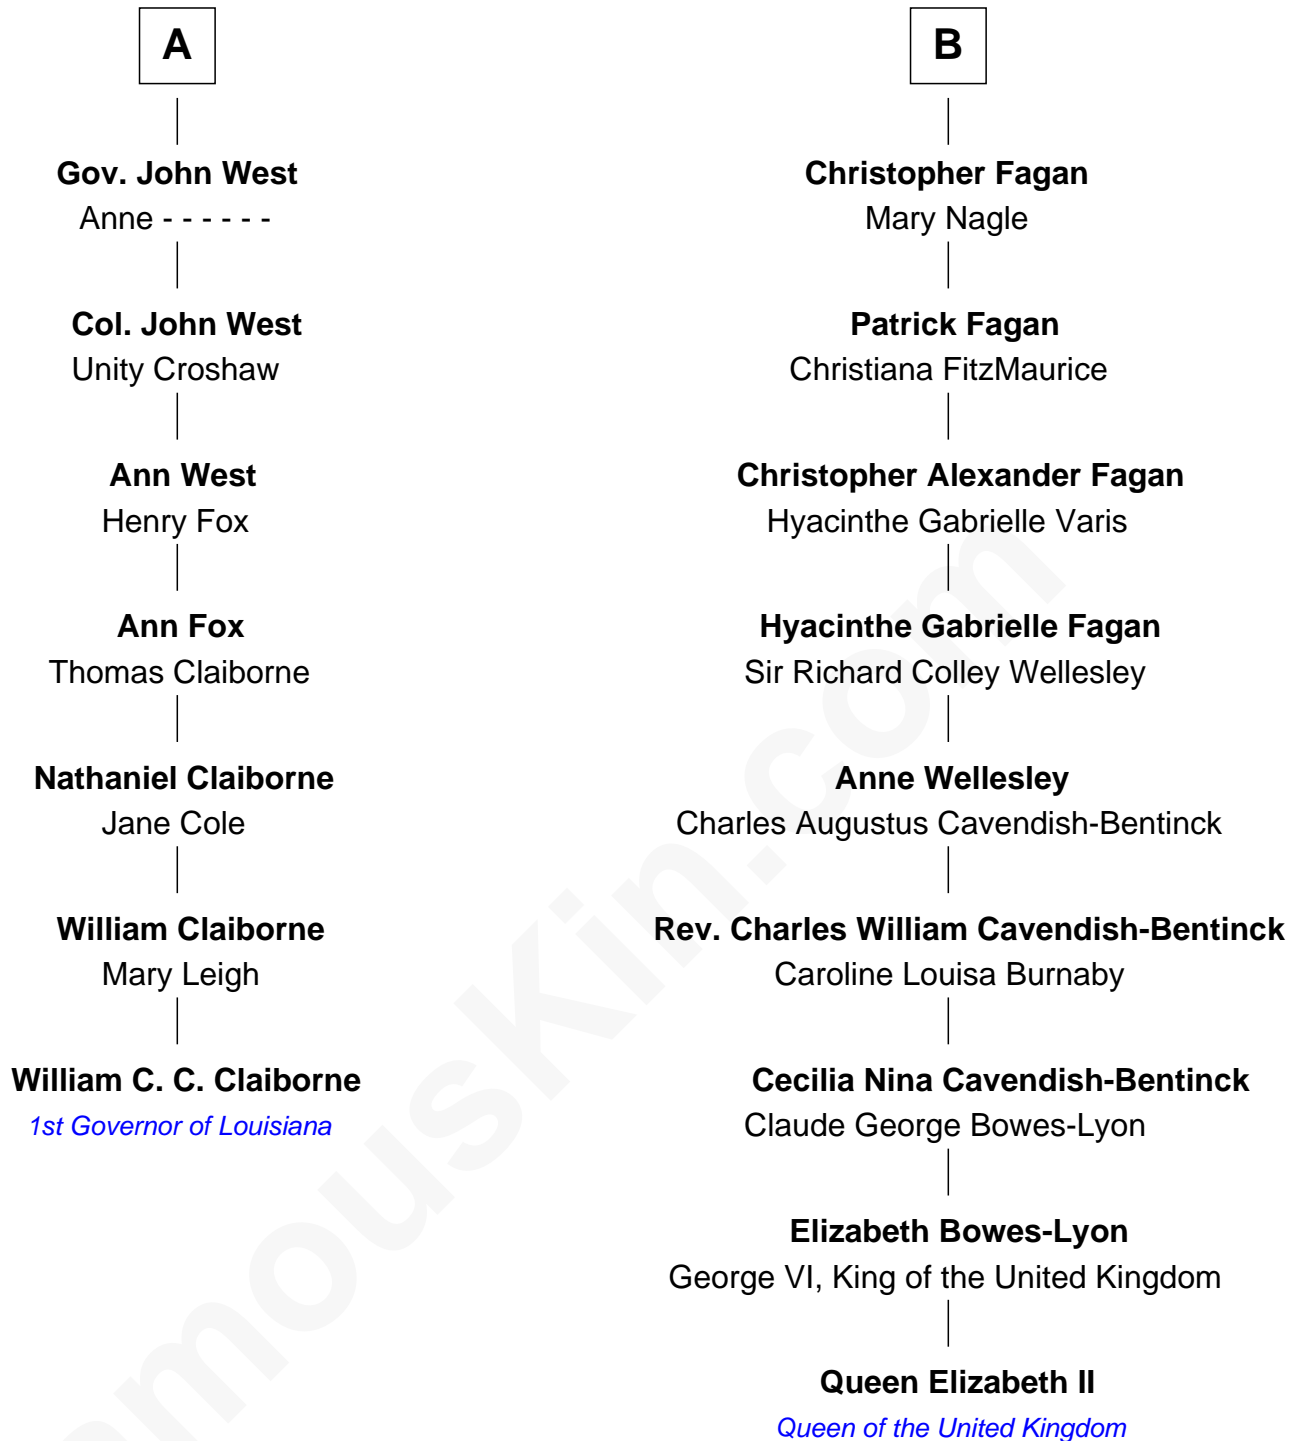 A
Gov. John West
Anne - - - - - -
Col. John West
Unity Croshaw
Ann West
Henry Fox
Ann Fox
Thomas Claiborne
Nathaniel Claiborne
Jane Cole
William Claiborne
Mary Leigh
William C. C. Claiborne
1st Governor of Louisiana
B
Christopher Fagan
Mary Nagle
Patrick Fagan
Christiana FitzMaurice
Christopher Alexander Fagan
Hyacinthe Gabrielle Varis
Hyacinthe Gabrielle Fagan
Sir Richard Colley Wellesley
Anne Wellesley
Charles Augustus Cavendish-Bentinck
Rev. Charles William Cavendish-Bentinck
Caroline Louisa Burnaby
Cecilia Nina Cavendish-Bentinck
Claude George Bowes-Lyon
Elizabeth Bowes-Lyon
George VI, King of the United Kingdom
Queen Elizabeth II
Queen of the United Kingdom
amousKin.com